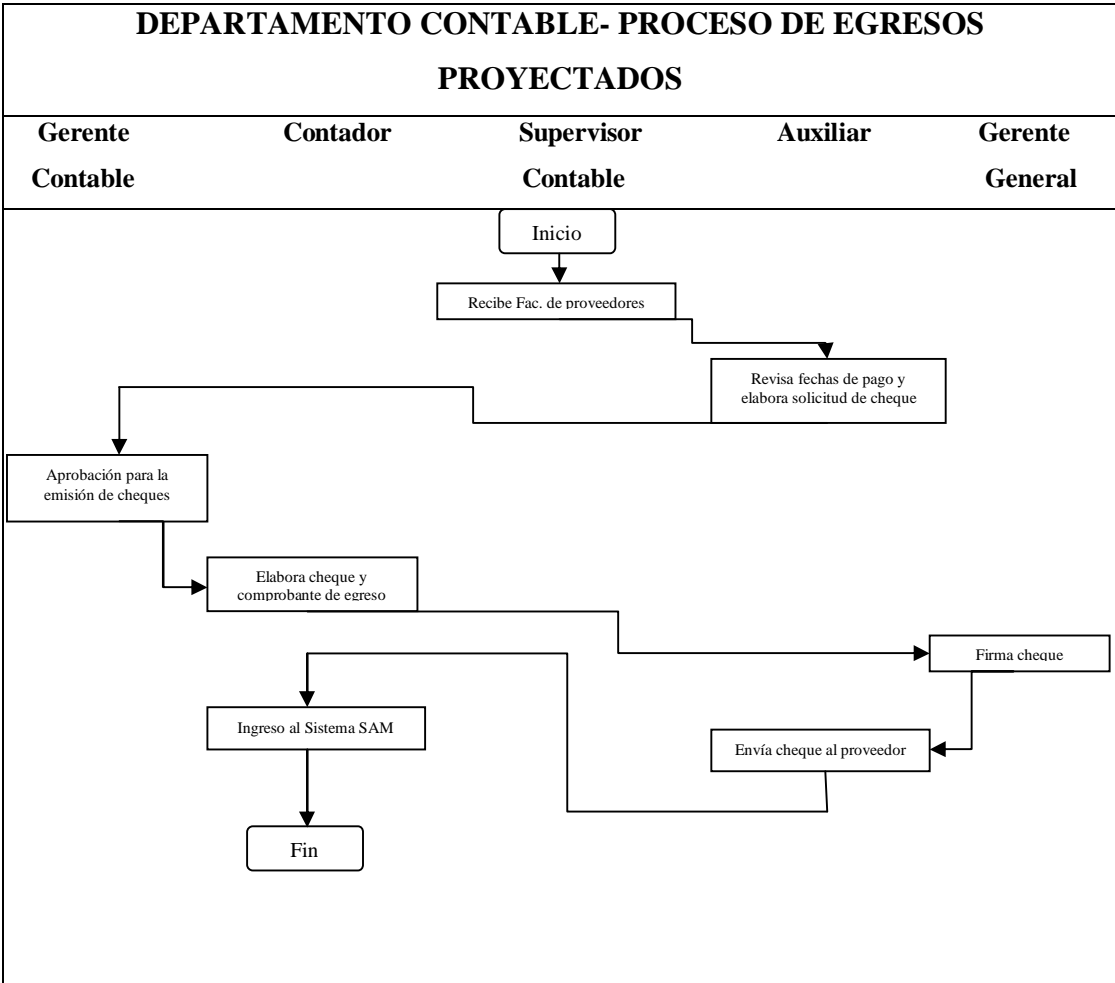 DEPARTAMENTO CONTABLE- PROCESO DE EGRESOS
PROYECTADOS
Gerente
Contable
Contador
Supervisor
Contable
Auxiliar
Gerente
General
Inicio
Recibe Fac. de proveedores
Revisa fechas de pago y
elabora solicitud de cheque
Aprobación para la
emisión de cheques
Elabora cheque y
comprobante de egreso
Firma cheque
Ingreso al Sistema SAM
Envía cheque al proveedor
Fin